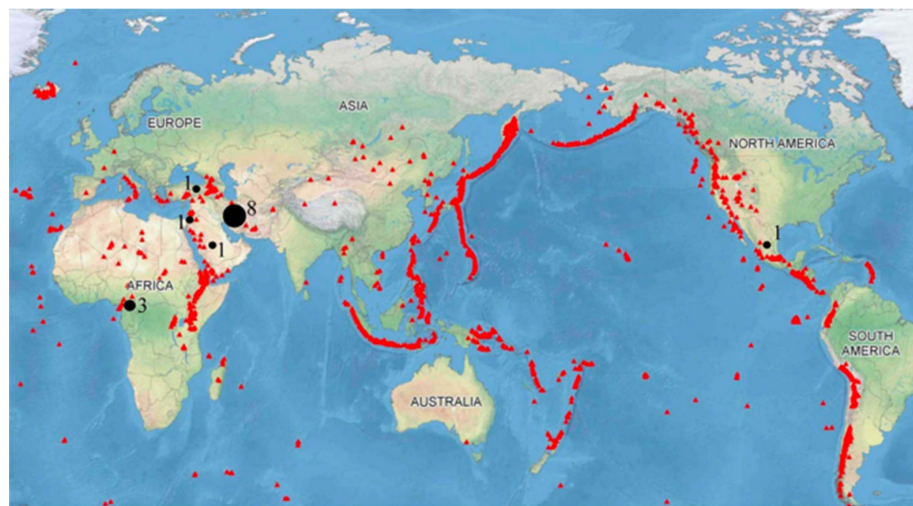 ASIA
EUROPE
NORTH AMERICA
1
8
1
1
1
AFRICA
3
SOUTH
AMERICA
AUSTRALIA